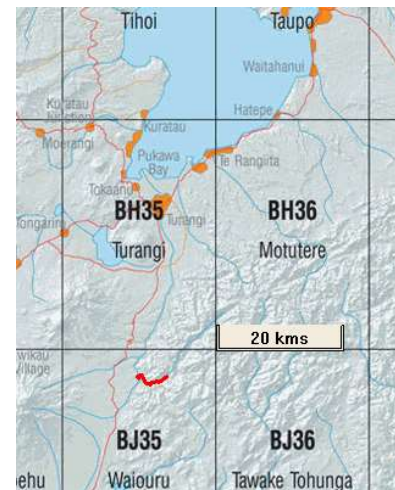 Tihoi
Taupo
Waitahanui
Kuratau
Junction
Hatepe
Kuratau
Moerangi
Pukawa
Bay
Te Rangiita
Tokaanu
BH35
BH36
Turangi
Turangi
Motutere
20 kms
Village
BJ35
BJ36
Waiouru
Tawake Tohunga